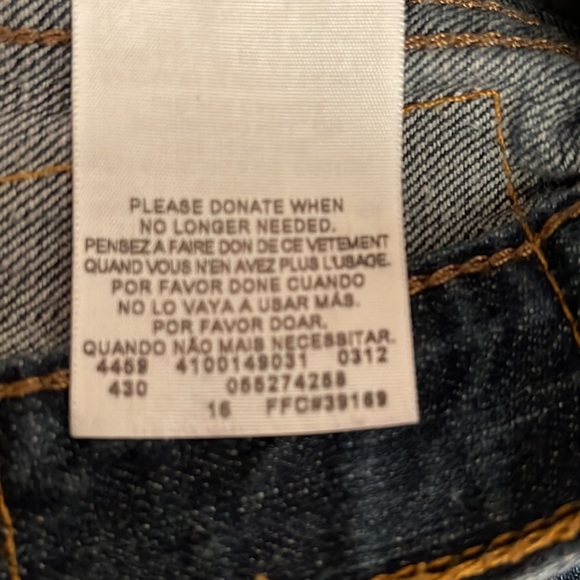 PLEASE DONATE WHEN
NO LONGER NEEDED.
PENSEZ A FAIRE DON DE CE VETEMENT
QUAND VOUS N'EN AVEZ PLUS L'USAGE.
POR FAVOR DONE CUANDO
NO LO VAYA A USAR MÁS.
POR FAVOR DOAR,
QUANDO NÃO MAIS NECESSITAR.
4459 4100149031 0312
430 055274258
16 FFC#39169